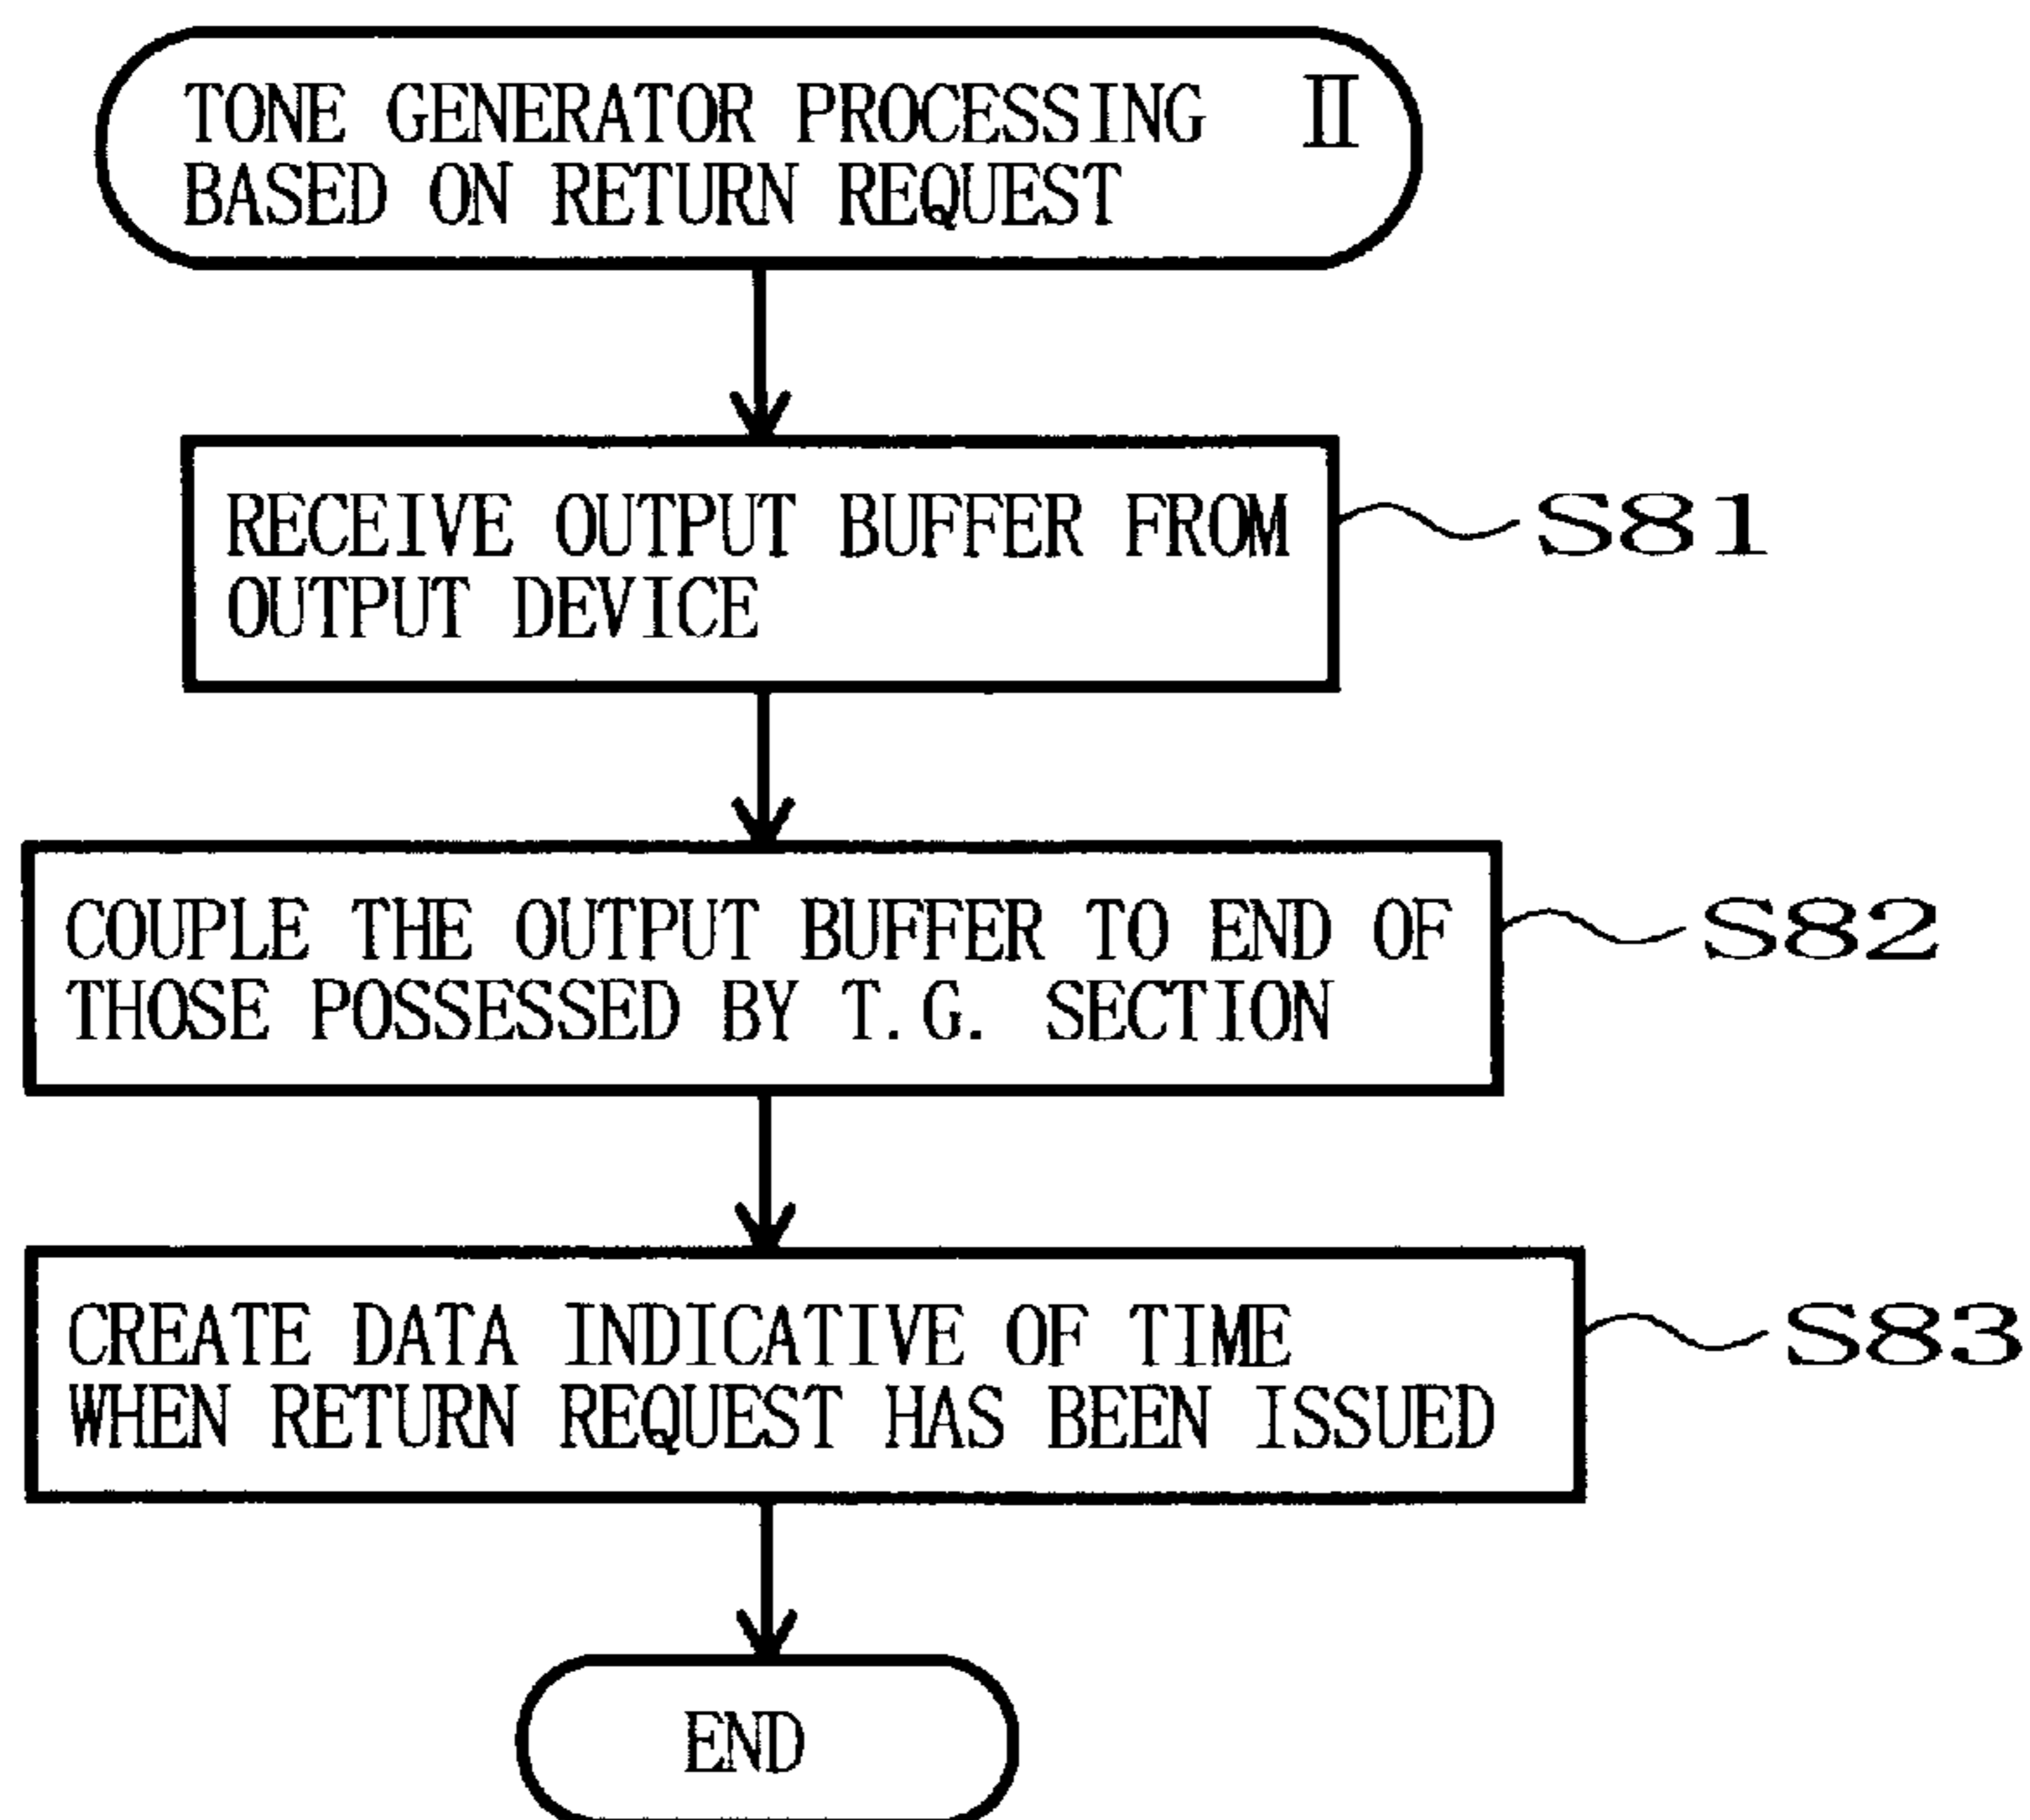 TONE GENERATOR PROCESSING II
BASED ON RETURN REQUEST
RECEIVE OUTPUT BUFFER FROM
OUTPUT DEVICE
S81
COUPLE THE OUTPUT BUFFER TO END OF
THOSE POSSESSED BY T. G. SECTION
S82
CREATE DATA INDICATIVE OF TIME
WHEN RETURN REQUEST HAS BEEN ISSUED
S83
END